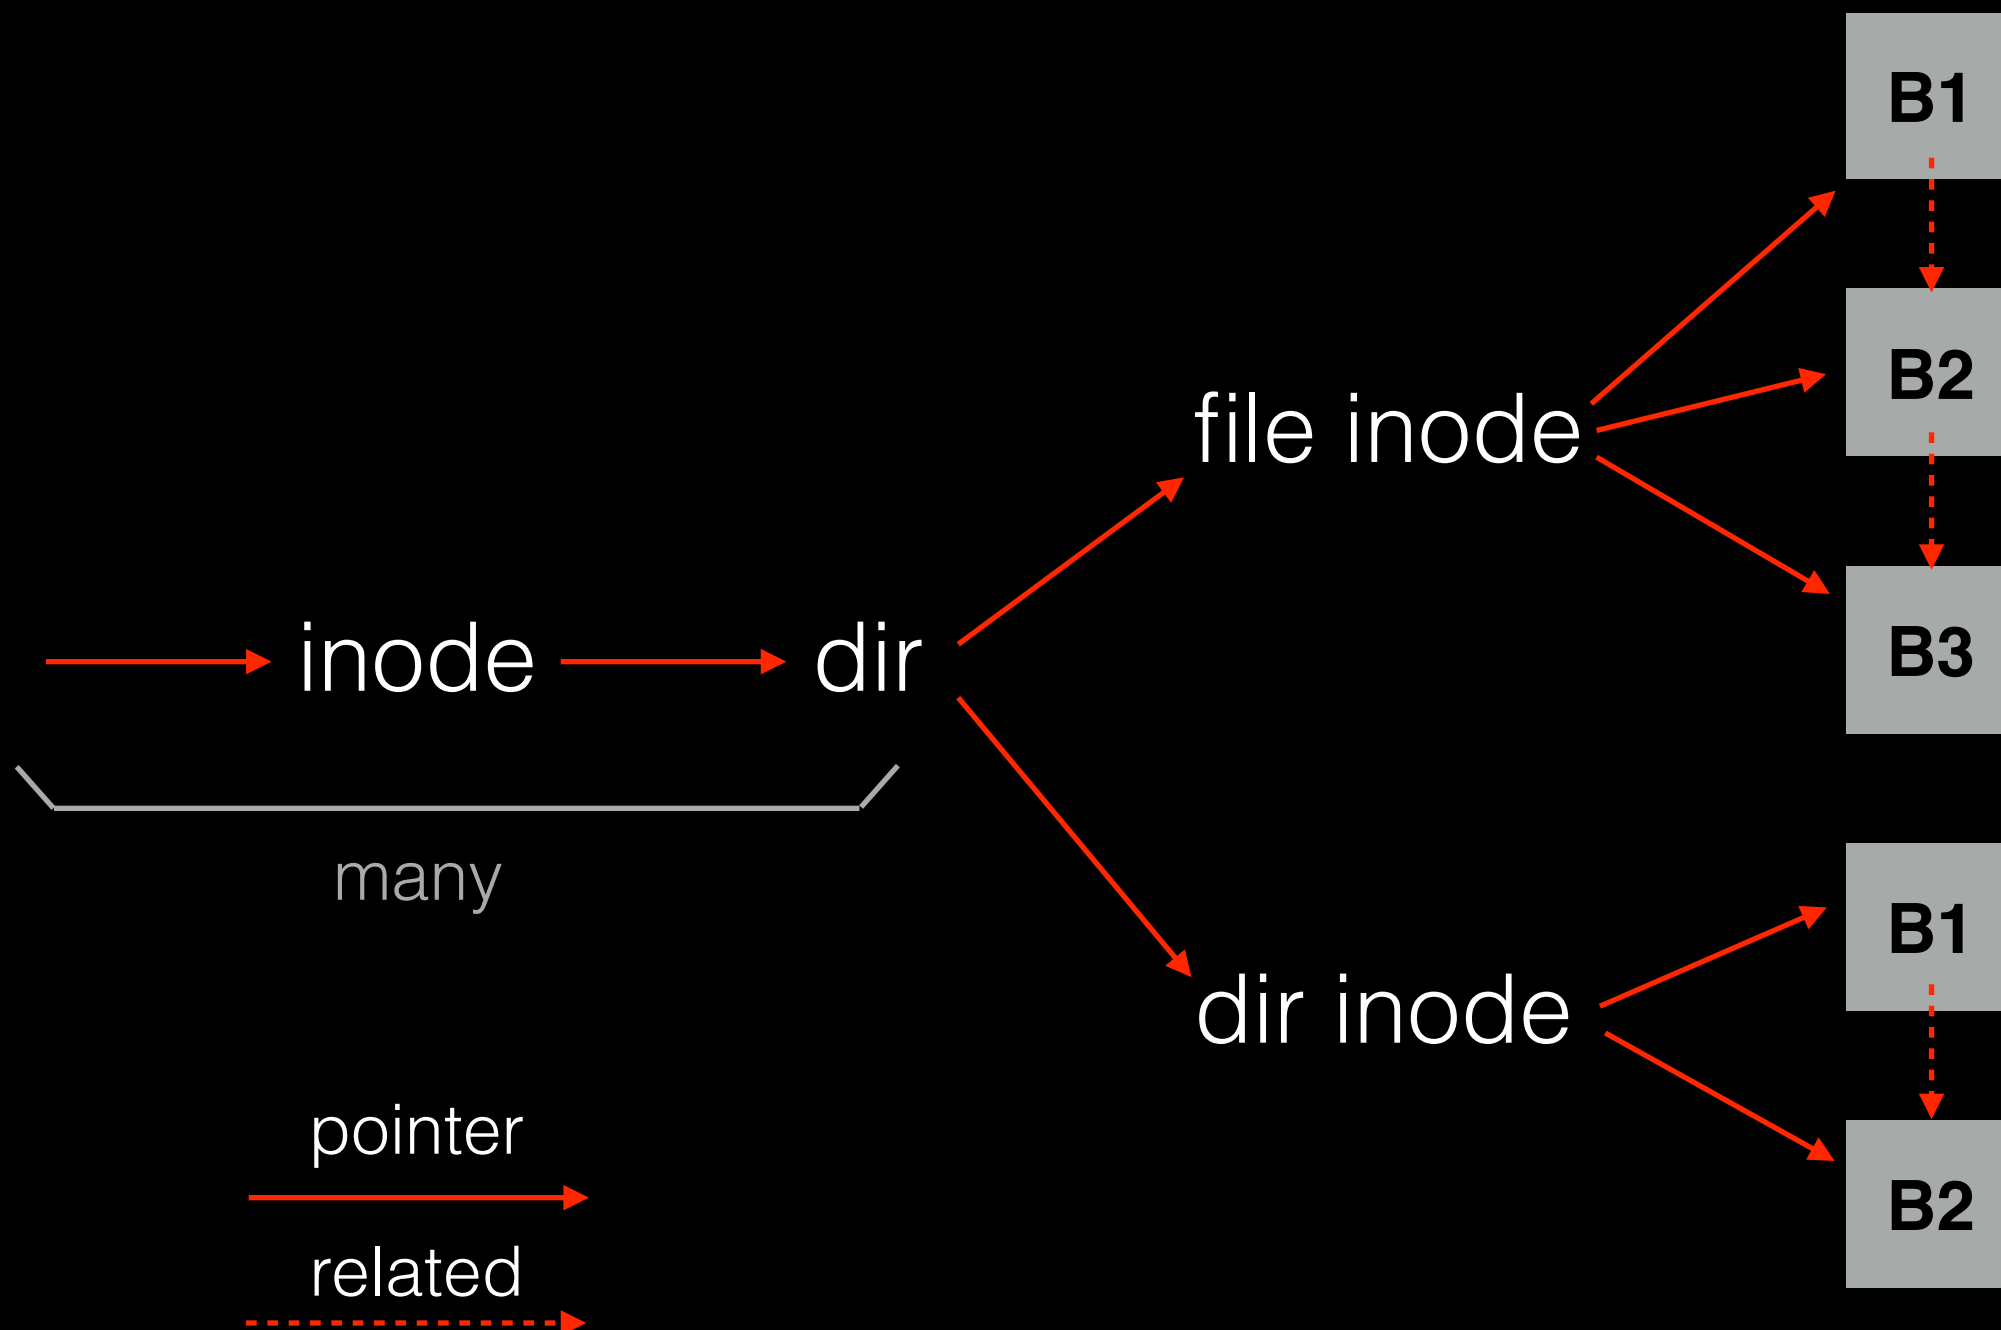 B1
B2
file inode
B3
inode
dir
many
B1
dir inode
pointer
B2
related